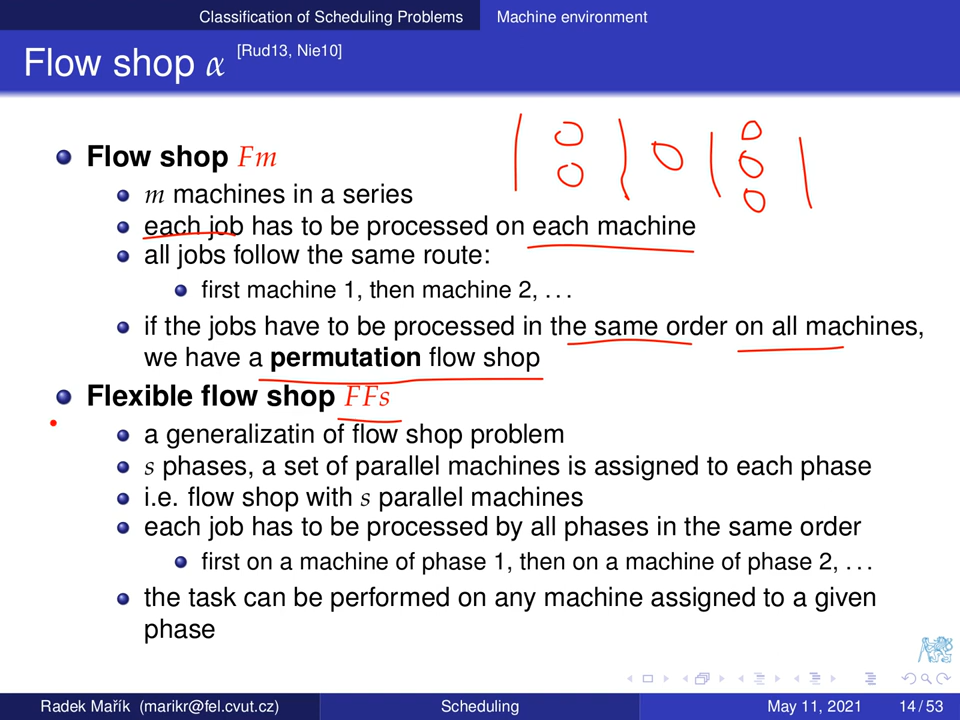 Classification of Scheduling Problems Machine environment
Flow shop α [Rud13, Nie10]
Flow shop Fm
m machines in a series
each job has to be processed on each machine
all jobs follow the same route:
first machine 1, then machine 2, ...
if the jobs have to be processed in the same order on all machines,
we have a permutation flow shop
Flexible flow shop FFs
a generalizatin of flow shop problem
s phases, a set of parallel machines is assigned to each phase
i.e. flow shop with s parallel machines
each job has to be processed by all phases in the same order
first on a machine of phase 1, then on a machine of phase 2, ...
the task can be performed on any machine assigned to a given
phase
Radek Mařík (marikr@fel.cvut.cz) Scheduling May 11, 2021 14 / 53